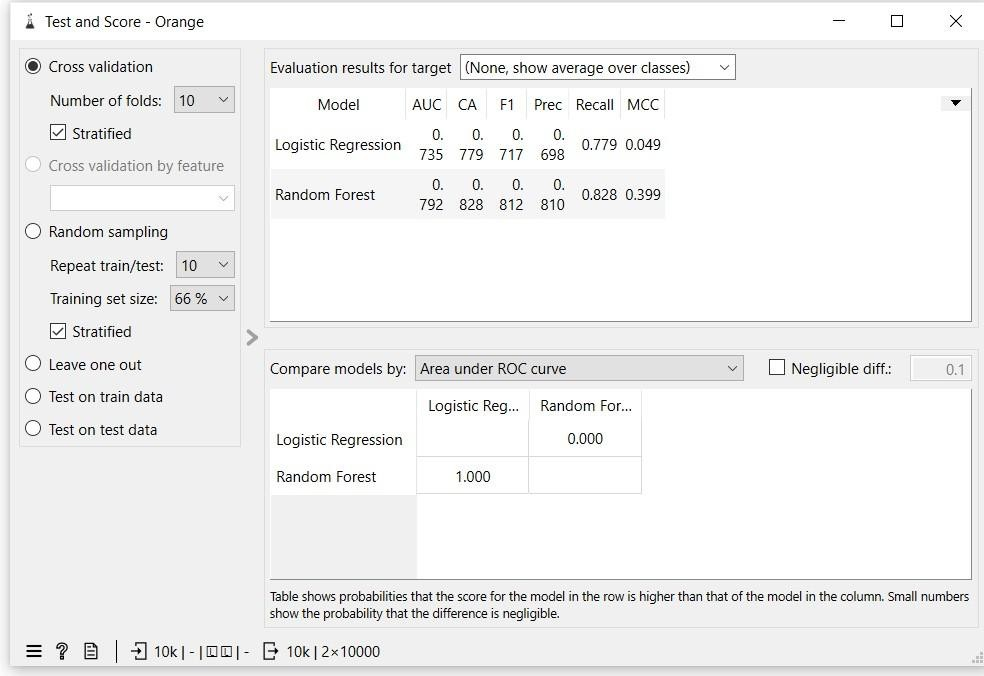 Test and Score - Orange
Cross validation
Number of folds: 10
Stratified
Cross validation by feature
Random sampling
Repeat train/test: 10
Training set size: 66 %
Stratified
Leave one out
Test on train data
Test on test data
Evaluation results for target (None, show average over classes)
Model AUC CA F1 Prec Recall MCC
Logistic Regression 0.735 0.779 0.717 0.698 0.779 0.049
Random Forest 0.792 0.828 0.812 0.810 0.828 0.399
Compare models by: Area under ROC curve Negligible diff.: 0.1
Logistic Reg... Random For...
Logistic Regression 0.000
Random Forest 1.000
Table shows probabilities that the score for the model in the row is higher than that of the model in the column. Small numbers
show the probability that the difference is negligible.
? 10k | - | | - 10k | 2×10000